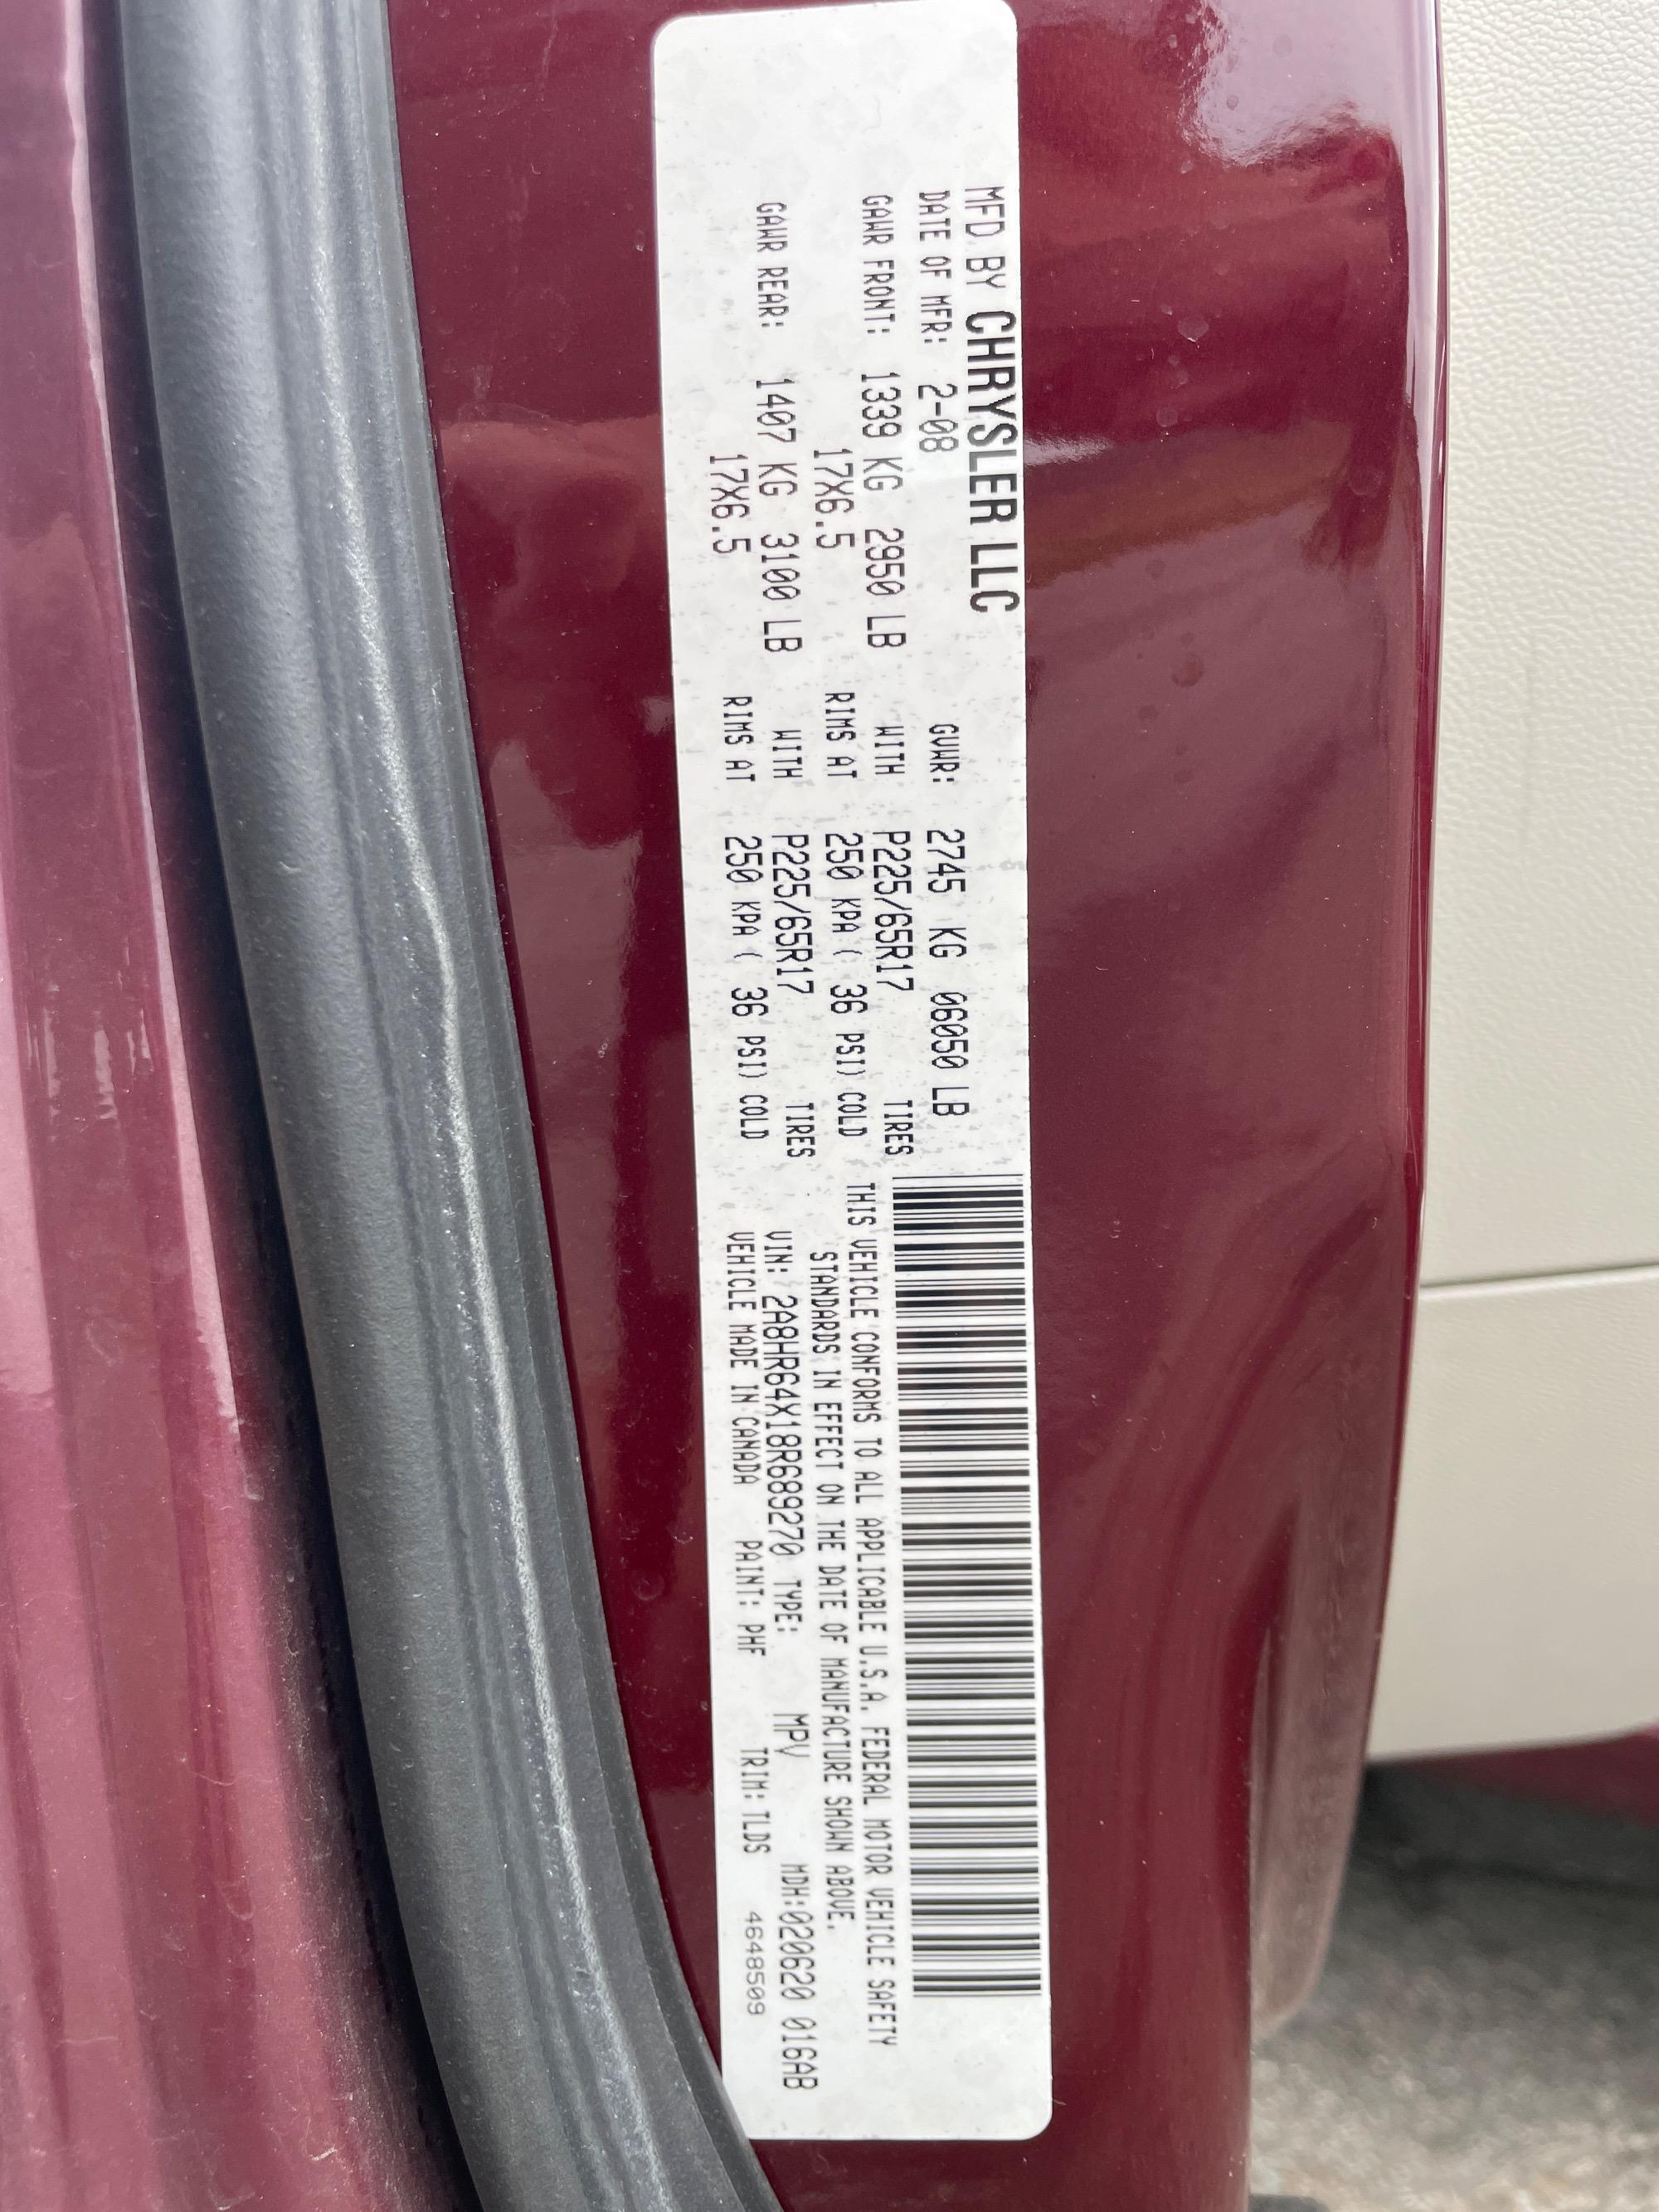 MFD BY CHRYSLER LLC
DATE OF MFR: 2-08 GVWR: 2745 KG 06050 LB
GAWR FRONT: 1339 KG 2950 LB WITH P225/65R17 TIRES
17X6.5 RIMS AT 250 KPA ( 36 PSI) COLD
GAWR REAR: 1407 KG 3100 LB WITH P225/65R17 TIRES
17X6.5 RIMS AT 250 KPA ( 36 PSI) COLD
THIS VEHICLE CONFORMS TO ALL APPLICABLE U.S.A. FEDERAL MOTOR VEHICLE SAFETY
STANDARDS IN EFFECT ON THE DATE OF MANUFACTURE SHOWN ABOVE.
VIN: 2A8HR64X18R689270 TYPE: MPV MDH:020620 016AB
VEHICLE MADE IN CANADA PAINT: PHF TRIM: TLDS 4648509